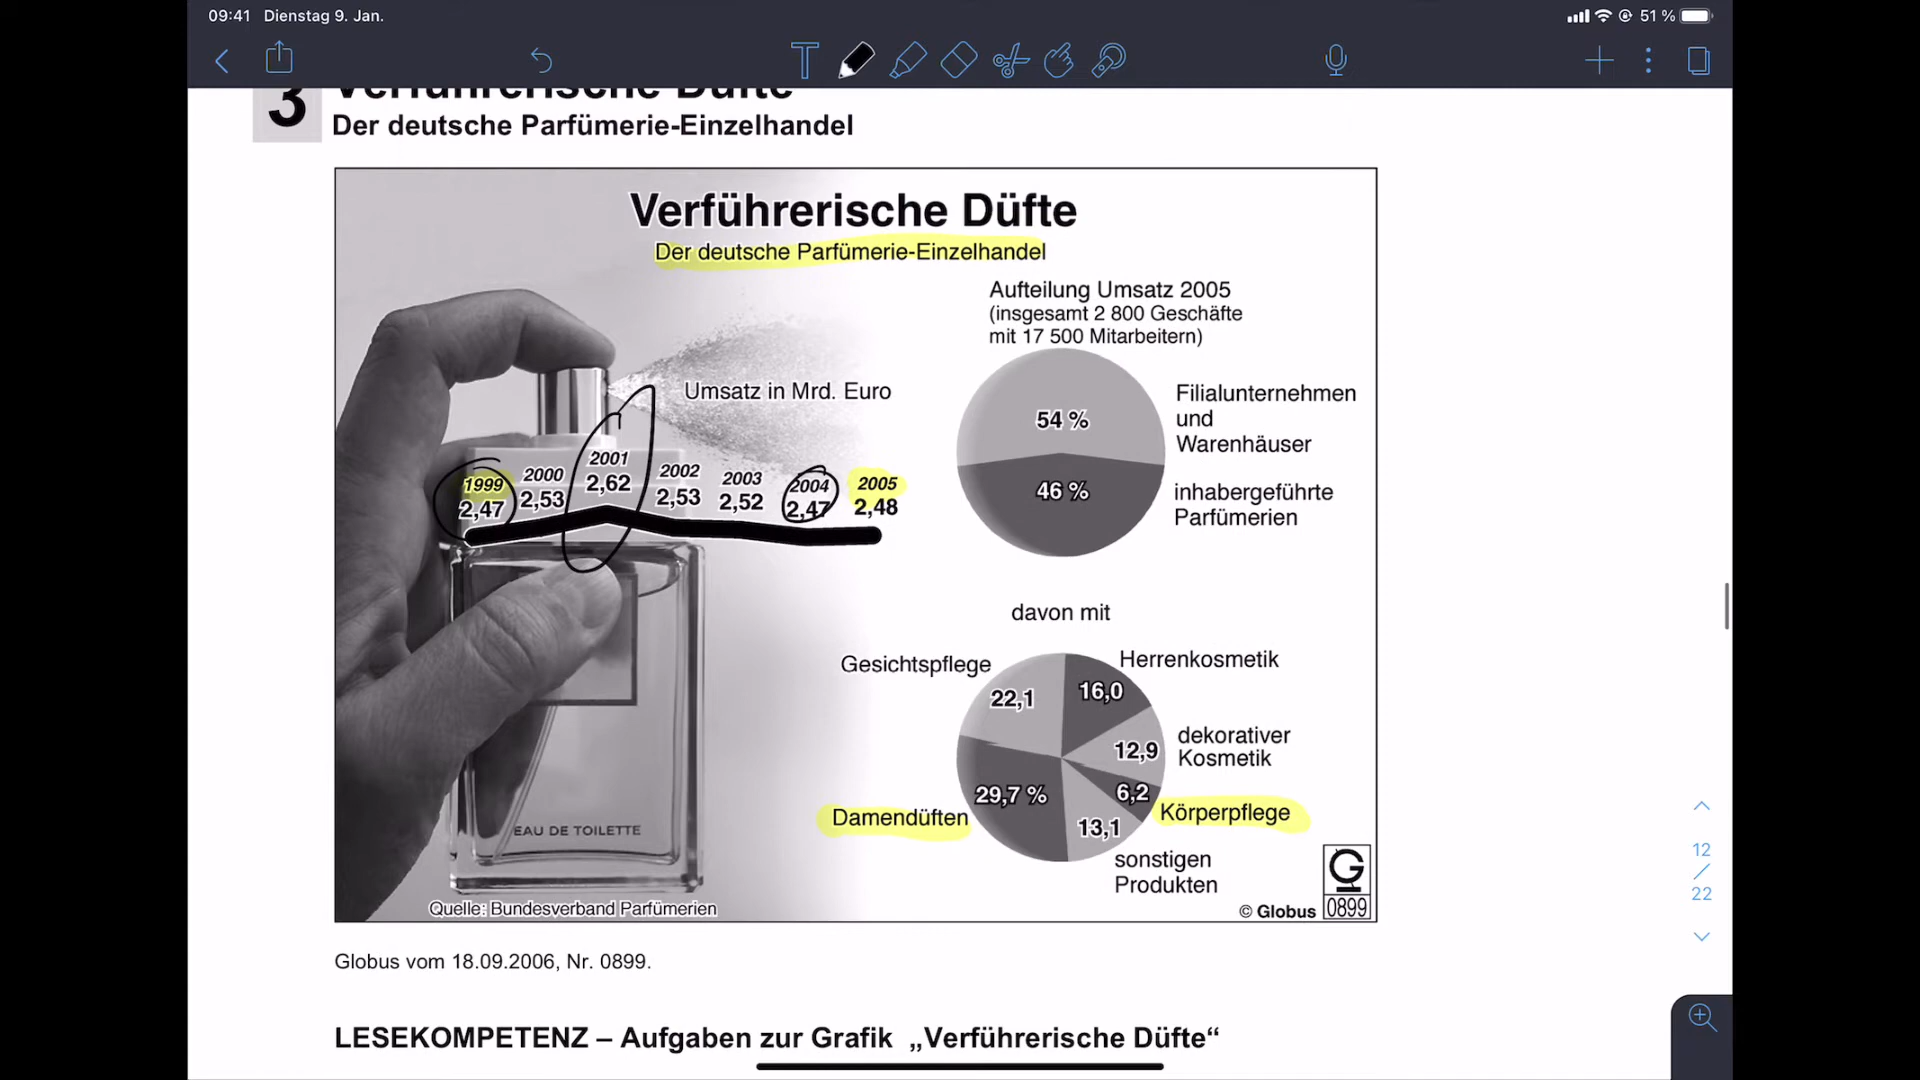 09:41 Dienstag 9. Jan.
51 %
3 Verführerische Düfte
Der deutsche Parfümerie-Einzelhandel
Verführerische Düfte
Der deutsche Parfümerie-Einzelhandel
Umsatz in Mrd. Euro
1999 2000 2001 2002 2003 2004 2005
2,47 2,53 2,62 2,53 2,52 2,47 2,48
Aufteilung Umsatz 2005
(insgesamt 2 800 Geschäfte
mit 17 500 Mitarbeitern)
54 %
Filialunternehmen
und
Warenhäuser
46 %
inhabergeführte
Parfümerien
davon mit
Gesichtspflege
22,1
Herrenkosmetik
16,0
dekorativer
Kosmetik
12,9
6,2
Körperpflege
13,1
sonstigen
Produkten
29,7 %
Damendüften
EAU DE TOILETTE
Quelle: Bundesverband Parfümerien
© Globus
G
0899
Globus vom 18.09.2006, Nr. 0899.
LESEKOMPETENZ – Aufgaben zur Grafik „Verführerische Düfte“
12
/
22